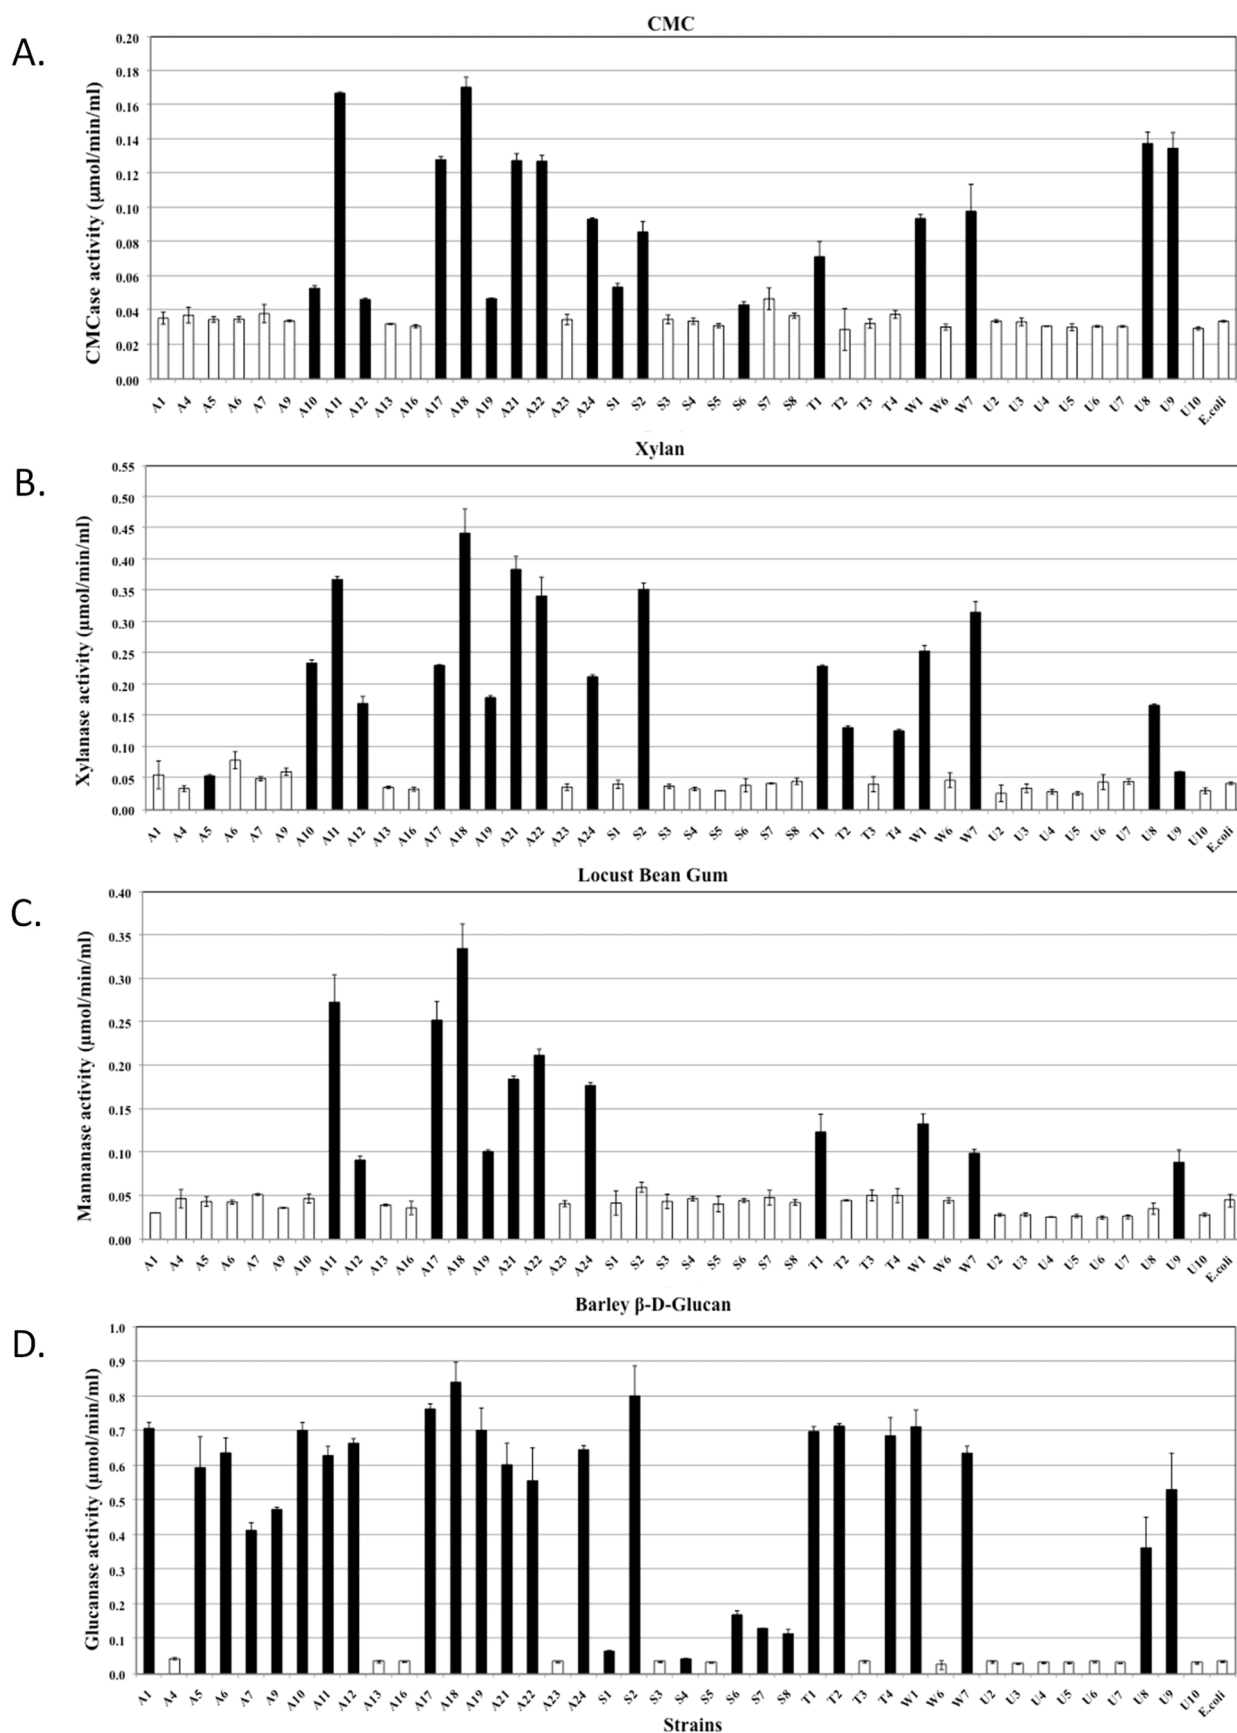 A.
CMC
CMCase activity (µmol/min/ml)
0.20
0.18
0.16
0.14
0.12
0.10
0.08
0.06
0.04
0.02
0.00
A1 A4 A5 A6 A7 A9 A10 A11 A12 A13 A16 A17 A18 A19 A21 A22 A23 A24 S1 S2 S3 S4 S5 S6 S7 S8 T1 T2 T3 T4 W1 W6 W7 U2 U3 U4 U5 U6 U7 U8 U9 U10 E.coli
B.
Xylan
Xylanase activity (µmol/min/ml)
0.55
0.50
0.45
0.40
0.35
0.30
0.25
0.20
0.15
0.10
0.05
0.00
A1 A4 A5 A6 A7 A9 A10 A11 A12 A13 A16 A17 A18 A19 A21 A22 A23 A24 S1 S2 S3 S4 S5 S6 S7 S8 T1 T2 T3 T4 W1 W6 W7 U2 U3 U4 U5 U6 U7 U8 U9 U10 E.coli
C.
Locust Bean Gum
Mannanase activity (µmol/min/ml)
0.40
0.35
0.30
0.25
0.20
0.15
0.10
0.05
0.00
A1 A4 A5 A6 A7 A9 A10 A11 A12 A13 A16 A17 A18 A19 A21 A22 A23 A24 S1 S2 S3 S4 S5 S6 S7 S8 T1 T2 T3 T4 W1 W6 W7 U2 U3 U4 U5 U6 U7 U8 U9 U10 E.coli
D.
Barley β-D-Glucan
Glucanase activity (µmol/min/ml)
1.0
0.9
0.8
0.7
0.6
0.5
0.4
0.3
0.2
0.1
0.0
A1 A4 A5 A6 A7 A9 A10 A11 A12 A13 A16 A17 A18 A19 A21 A22 A23 A24 S1 S2 S3 S4 S5 S6 S7 S8 T1 T2 T3 T4 W1 W6 W7 U2 U3 U4 U5 U6 U7 U8 U9 U10 E.coli
Strains